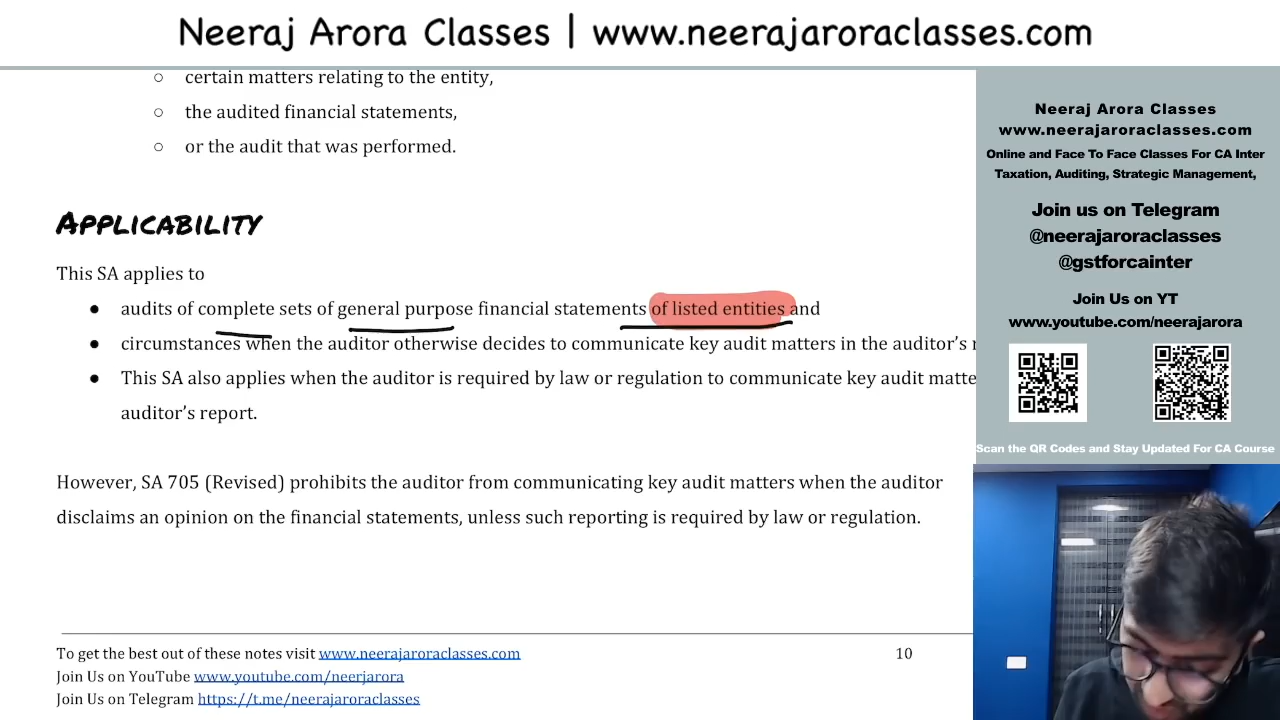 Neeraj Arora Classes | www.neerajaroraclasses.com
○ certain matters relating to the entity,
○ the audited financial statements,
○ or the audit that was performed.
APPLICABILITY
This SA applies to
● audits of complete sets of general purpose financial statements of listed entities and
● circumstances when the auditor otherwise decides to communicate key audit matters in the auditor's r
● This SA also applies when the auditor is required by law or regulation to communicate key audit matte
auditor's report.
However, SA 705 (Revised) prohibits the auditor from communicating key audit matters when the auditor
disclaims an opinion on the financial statements, unless such reporting is required by law or regulation.
To get the best out of these notes visit www.neerajaroraclasses.com
10
Join Us on YouTube www.youtube.com/neerjarora
Join Us on Telegram https://t.me/neerajaroraclasses
Neeraj Arora Classes
www.neerajaroraclasses.com
Online and Face To Face Classes For CA Inter
Taxation, Auditing, Strategic Management,
Join us on Telegram
@neerajaroraclasses
@gstforcainter
Join Us on YT
www.youtube.com/neerajarora
Scan the QR Codes and Stay Updated For CA Course